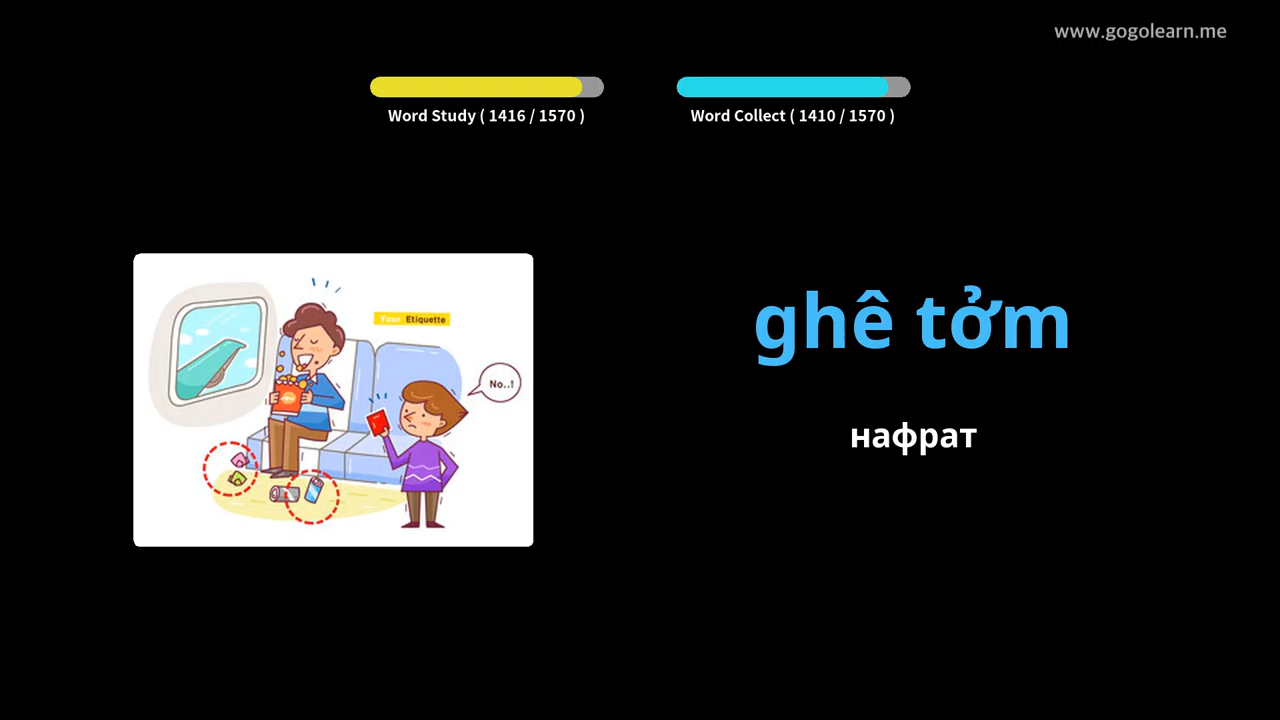 www.gogolearn.me
Word Study ( 1416 / 1570 )
Word Collect ( 1410 / 1570 )
Your Etiquette
No..!
ghê tởm
нафрат